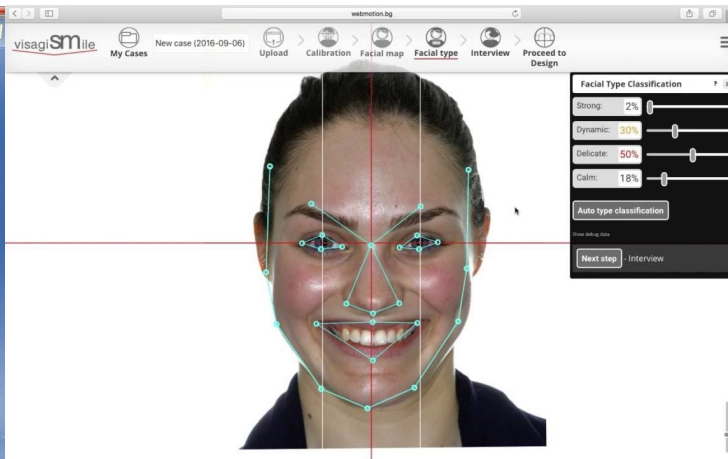 webmotion.bg
visagiSMile
My Cases
New case (2016-09-06)
Upload
Calibration
Facial map
Facial type
Interview
Proceed to
Design
Facial Type Classification ?
Strong: 2%
Dynamic: 30%
Delicate: 50%
Calm: 18%
Auto type classification
Show debug data
Next step - Interview